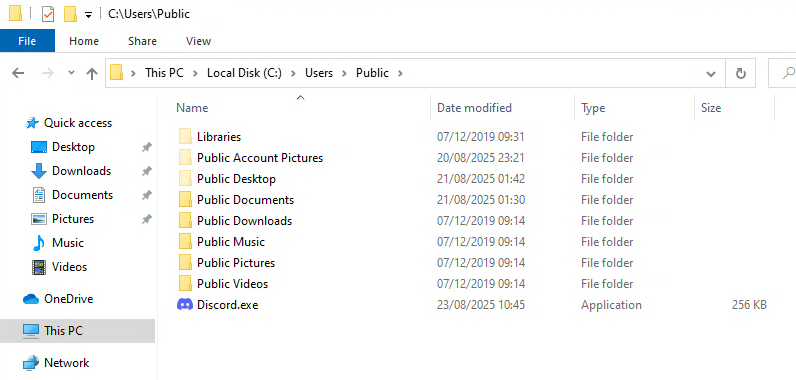 C:\Users\Public
File Home Share View
This PC Local Disk (C:) Users Public
Name Date modified Type Size
Quick access
Desktop
Downloads
Documents
Pictures
Music
Videos
OneDrive
This PC
Network
Libraries 07/12/2019 09:31 File folder
Public Account Pictures 20/08/2025 23:21 File folder
Public Desktop 21/08/2025 01:42 File folder
Public Documents 21/08/2025 01:30 File folder
Public Downloads 07/12/2019 09:14 File folder
Public Music 07/12/2019 09:14 File folder
Public Pictures 07/12/2019 09:14 File folder
Public Videos 07/12/2019 09:14 File folder
Discord.exe 23/08/2025 10:45 Application 256 KB